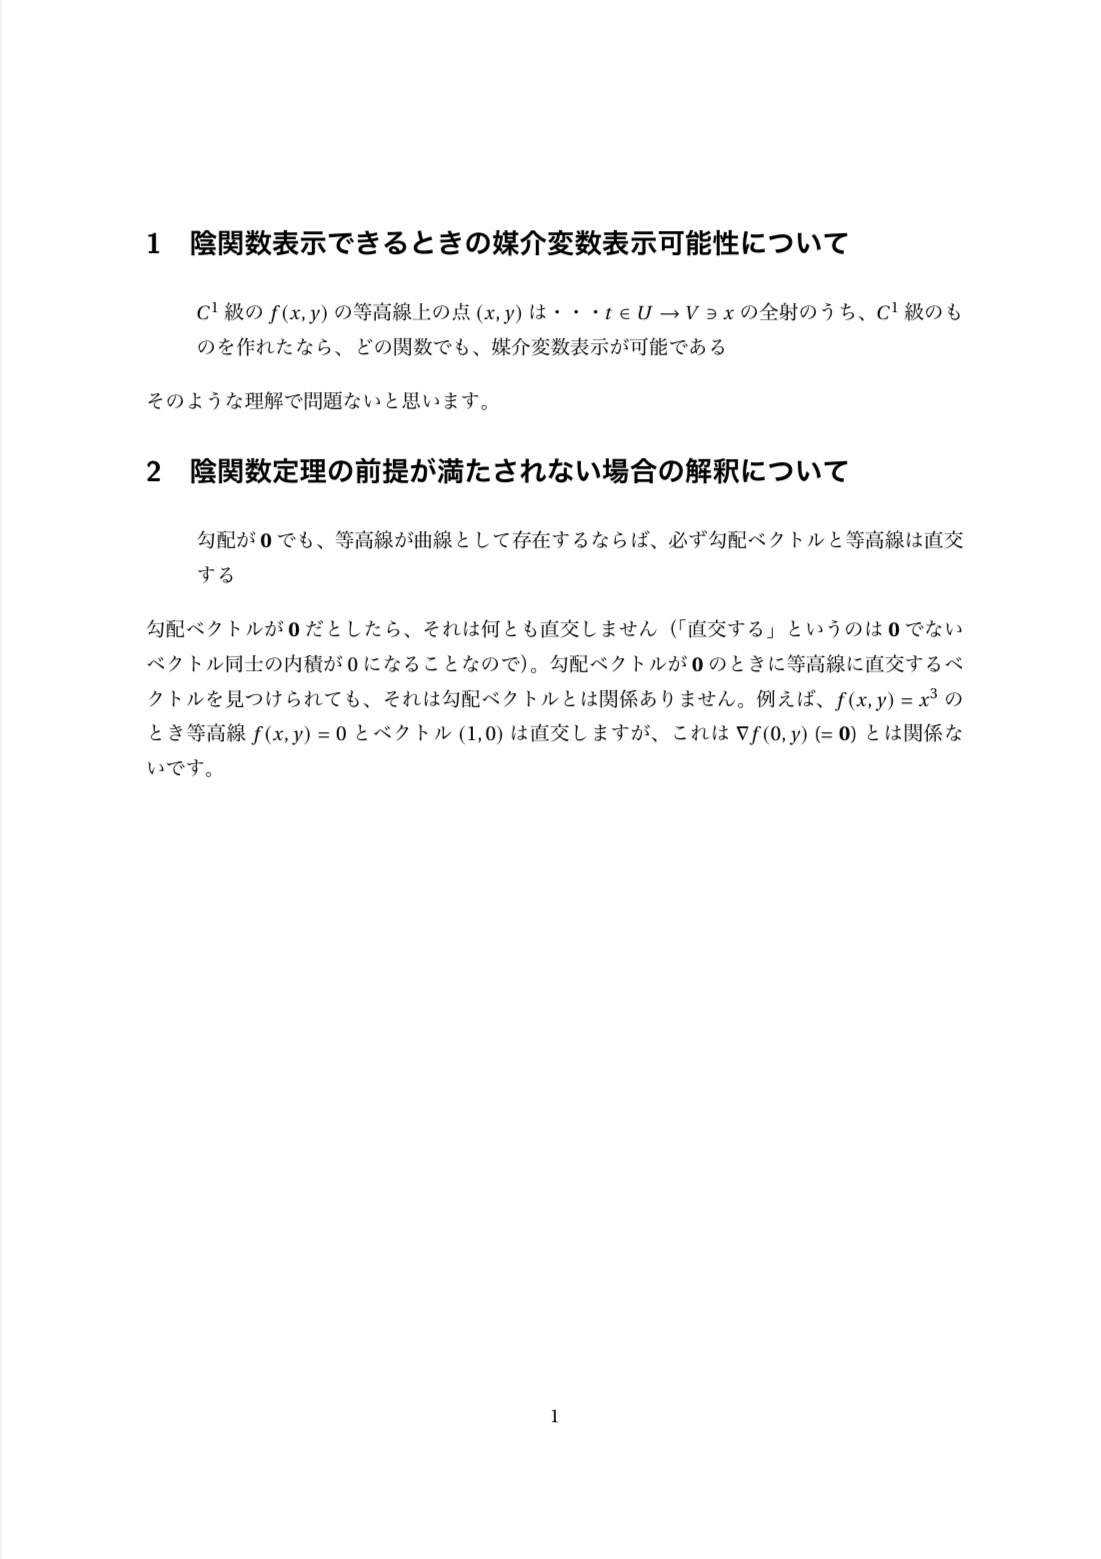 1 陰関数表示できるときの媒介変数表示可能性について
C¹ 級の f(x, y) の等高線上の点 (x, y) は・・・t ∈ U → V ∋ x の全射のうち、C¹ 級のも
のを作れたなら、どの関数でも、媒介変数表示が可能である
そのような理解で問題ないと思います。
2 陰関数定理の前提が満たされない場合の解釈について
勾配が 0 でも、等高線が曲線として存在するならば、必ず勾配ベクトルと等高線は直交
する
勾配ベクトルが 0 だとしたら、それは何とも直交しません（「直交する」というのは 0 でない
ベクトル同士の内積が 0 になることなので）。勾配ベクトルが 0 のときに等高線に直交するベ
クトルを見つけられても、それは勾配ベクトルとは関係ありません。例えば、f(x, y) = x³ の
とき等高線 f(x, y) = 0 とベクトル (1, 0) は直交しますが、これは ∇f(0, y) (= 0) とは関係な
いです。
1